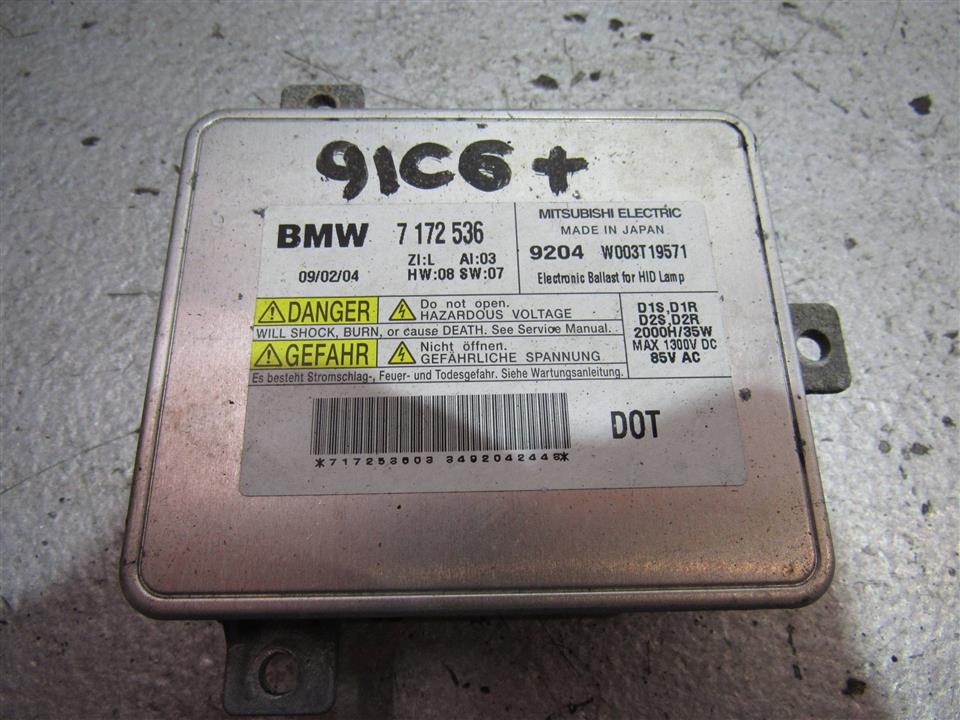 91C6+
BMW 7 172 536
ZI:L AI:03
09/02/04 HW:08 SW:07
MITSUBISHI ELECTRIC
MADE IN JAPAN
9204 W003T19571
Electronic Ballast for HID Lamp
DANGER Do not open.
HAZARDOUS VOLTAGE
WILL SHOCK, BURN, or cause DEATH. See Service Manual.
GEFAHR Nicht öffnen.
GEFÄHRLICHE SPANNUNG
Es besteht Stromschlag-, Feuer- und Todesgefahr. Siehe Wartungsanleitung.
D1S,D1R
D2S,D2R
2000H/35W
MAX 1300V DC
85V AC
DOT
*717253603 3492042448*